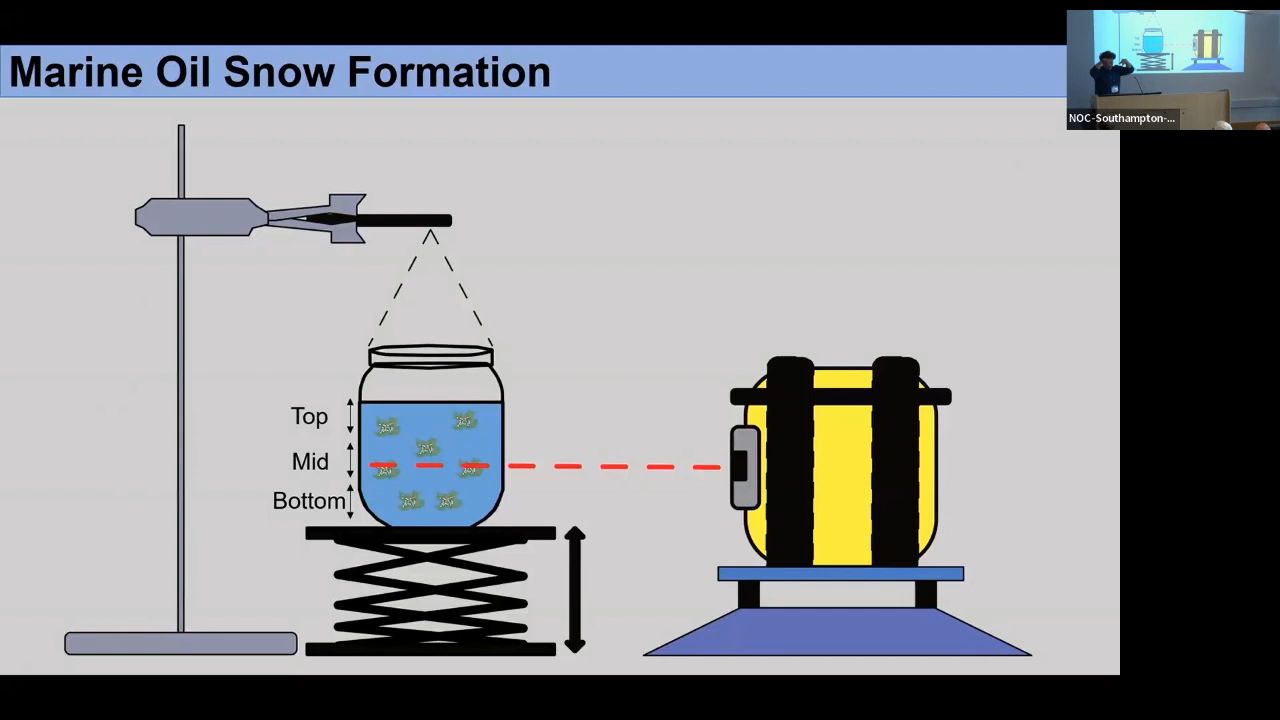 Marine Oil Snow Formation
NOC-Southampton-...
Top
Mid
Bottom